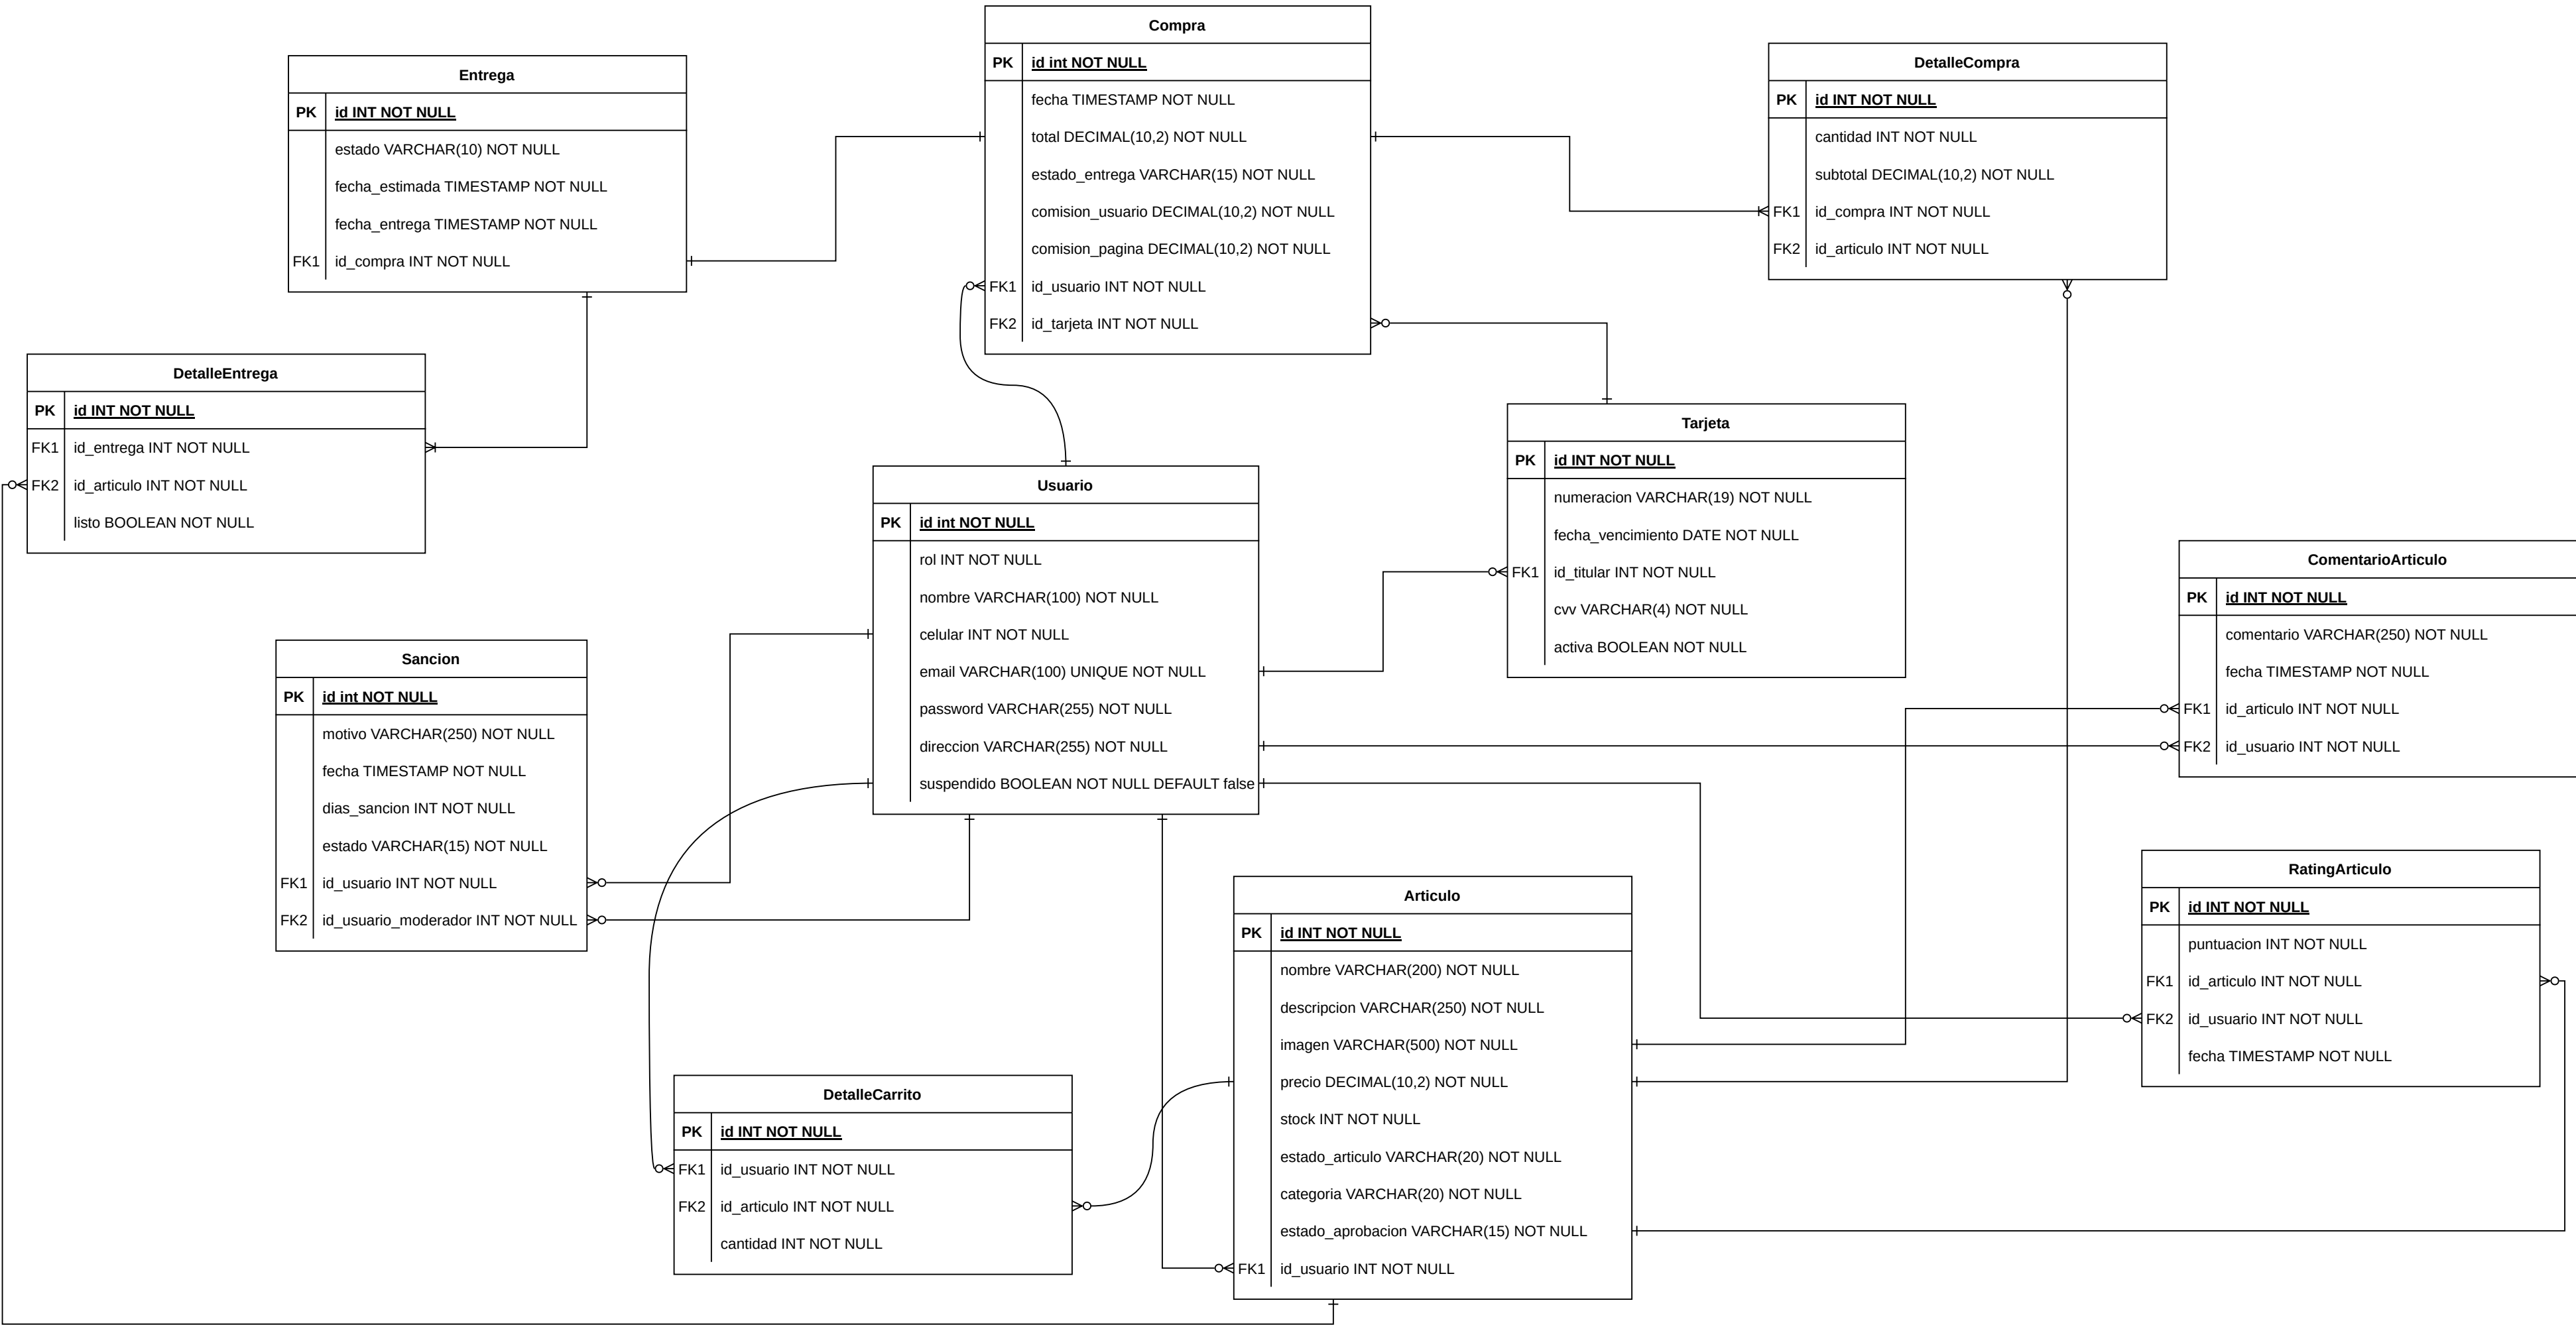 Compra
PK id int NOT NULL
fecha TIMESTAMP NOT NULL
total DECIMAL(10,2) NOT NULL
estado_entrega VARCHAR(15) NOT NULL
comision_usuario DECIMAL(10,2) NOT NULL
comision_pagina DECIMAL(10,2) NOT NULL
FK1 id_usuario INT NOT NULL
FK2 id_tarjeta INT NOT NULL
DetalleCompra
PK id INT NOT NULL
cantidad INT NOT NULL
subtotal DECIMAL(10,2) NOT NULL
FK1 id_compra INT NOT NULL
FK2 id_articulo INT NOT NULL
Entrega
PK id INT NOT NULL
estado VARCHAR(10) NOT NULL
fecha_estimada TIMESTAMP NOT NULL
fecha_entrega TIMESTAMP NOT NULL
FK1 id_compra INT NOT NULL
DetalleEntrega
PK id INT NOT NULL
FK1 id_entrega INT NOT NULL
FK2 id_articulo INT NOT NULL
listo BOOLEAN NOT NULL
Tarjeta
PK id INT NOT NULL
numeracion VARCHAR(19) NOT NULL
fecha_vencimiento DATE NOT NULL
FK1 id_titular INT NOT NULL
cvv VARCHAR(4) NOT NULL
activa BOOLEAN NOT NULL
Usuario
PK id int NOT NULL
rol INT NOT NULL
nombre VARCHAR(100) NOT NULL
celular INT NOT NULL
email VARCHAR(100) UNIQUE NOT NULL
password VARCHAR(255) NOT NULL
direccion VARCHAR(255) NOT NULL
suspendido BOOLEAN NOT NULL DEFAULT false
ComentarioArticulo
PK id INT NOT NULL
comentario VARCHAR(250) NOT NULL
fecha TIMESTAMP NOT NULL
FK1 id_articulo INT NOT NULL
FK2 id_usuario INT NOT NULL
Sancion
PK id int NOT NULL
motivo VARCHAR(250) NOT NULL
fecha TIMESTAMP NOT NULL
dias_sancion INT NOT NULL
estado VARCHAR(15) NOT NULL
FK1 id_usuario INT NOT NULL
FK2 id_usuario_moderador INT NOT NULL
RatingArticulo
PK id INT NOT NULL
puntuacion INT NOT NULL
FK1 id_articulo INT NOT NULL
FK2 id_usuario INT NOT NULL
fecha TIMESTAMP NOT NULL
Articulo
PK id INT NOT NULL
nombre VARCHAR(200) NOT NULL
descripcion VARCHAR(250) NOT NULL
imagen VARCHAR(500) NOT NULL
precio DECIMAL(10,2) NOT NULL
stock INT NOT NULL
estado_articulo VARCHAR(20) NOT NULL
categoria VARCHAR(20) NOT NULL
estado_aprobacion VARCHAR(15) NOT NULL
FK1 id_usuario INT NOT NULL
DetalleCarrito
PK id INT NOT NULL
FK1 id_usuario INT NOT NULL
FK2 id_articulo INT NOT NULL
cantidad INT NOT NULL